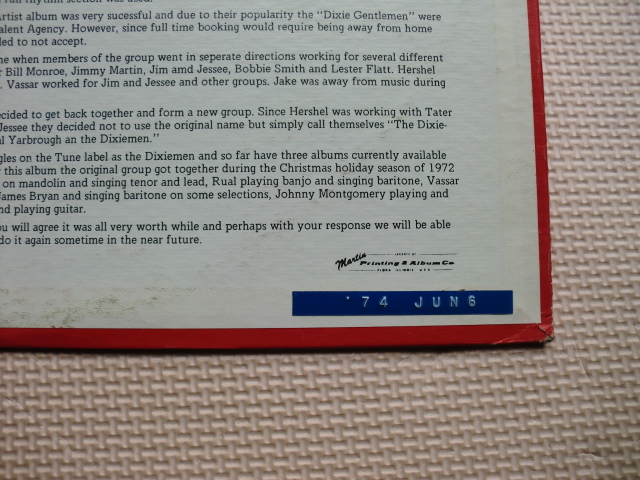 rtist album was very sucessful and due to their popularity the "Dixie Gentlemen" were
alent Agency. However, since full time booking would require being away from home
ed to not accept.
e when members of the group went in seperate directions working for several different
Bill Monroe, Jimmy Martin, Jim amd Jessee, Bobbie Smith and Lester Flatt. Hershel
. Vassar worked for Jim and Jessee and other groups. Jake was away from music during
cided to get back together and form a new group. Since Hershel was working with Tater
Jessee they decided not to use the original name but simply call themselves "The Dixie-
l Yarbrough an the Dixiemen."
gles on the Tune label as the Dixiemen and so far have three albums currently available
this album the original group got together during the Christmas holiday season of 1972
on mandolin and singing tenor and lead, Rual playing banjo and singing baritone, Vassar
James Bryan and singing baritone on some selections, Johnny Montgomery playing and
nd playing guitar.
ou will agree it was all very worth while and perhaps with your response we will be able
do it again sometime in the near future.
JACKETS BY
Martin Printing & Album Co
FLORA, ILLINOIS U.S.A.
'74 JUN6